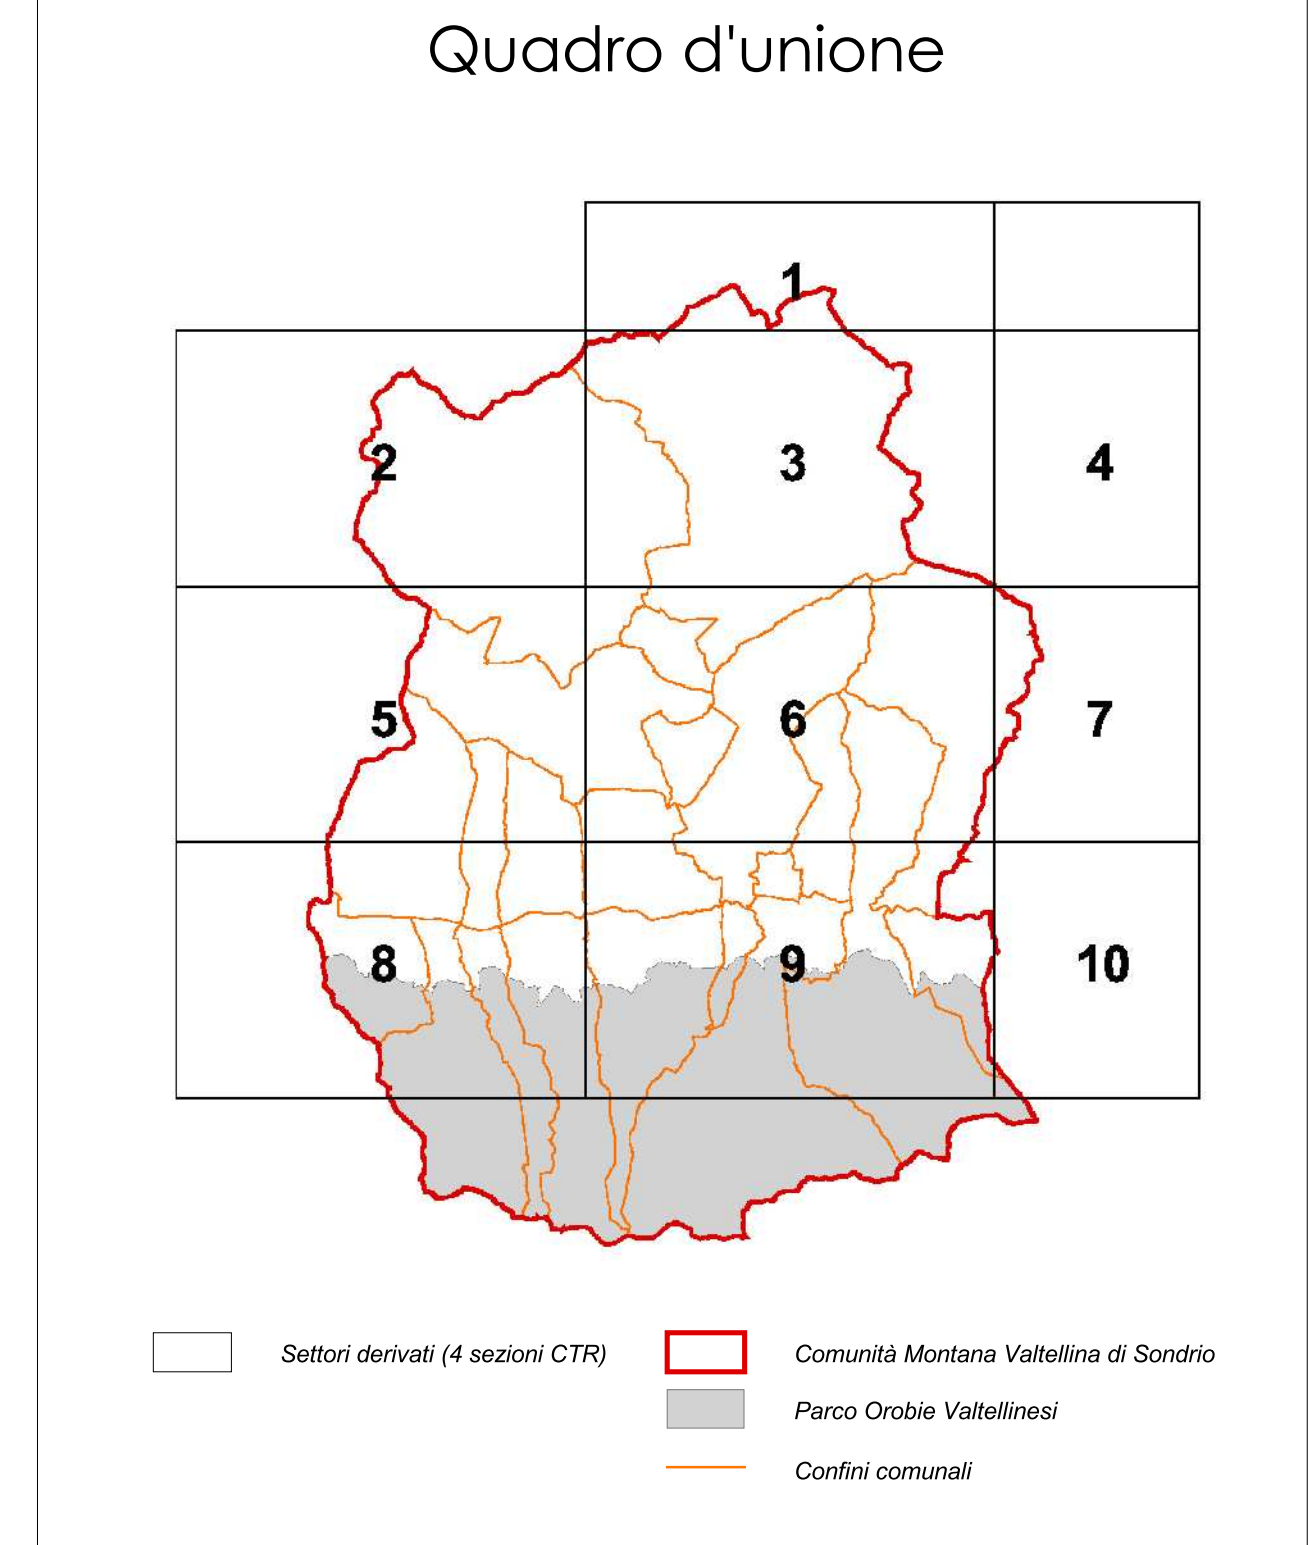 Quadro d'unione
1
2
3
4
5
6
7
8
9
10
Settori derivati (4 sezioni CTR)
Comunità Montana Valtellina di Sondrio
Parco Orobie Valtellinesi
Confini comunali